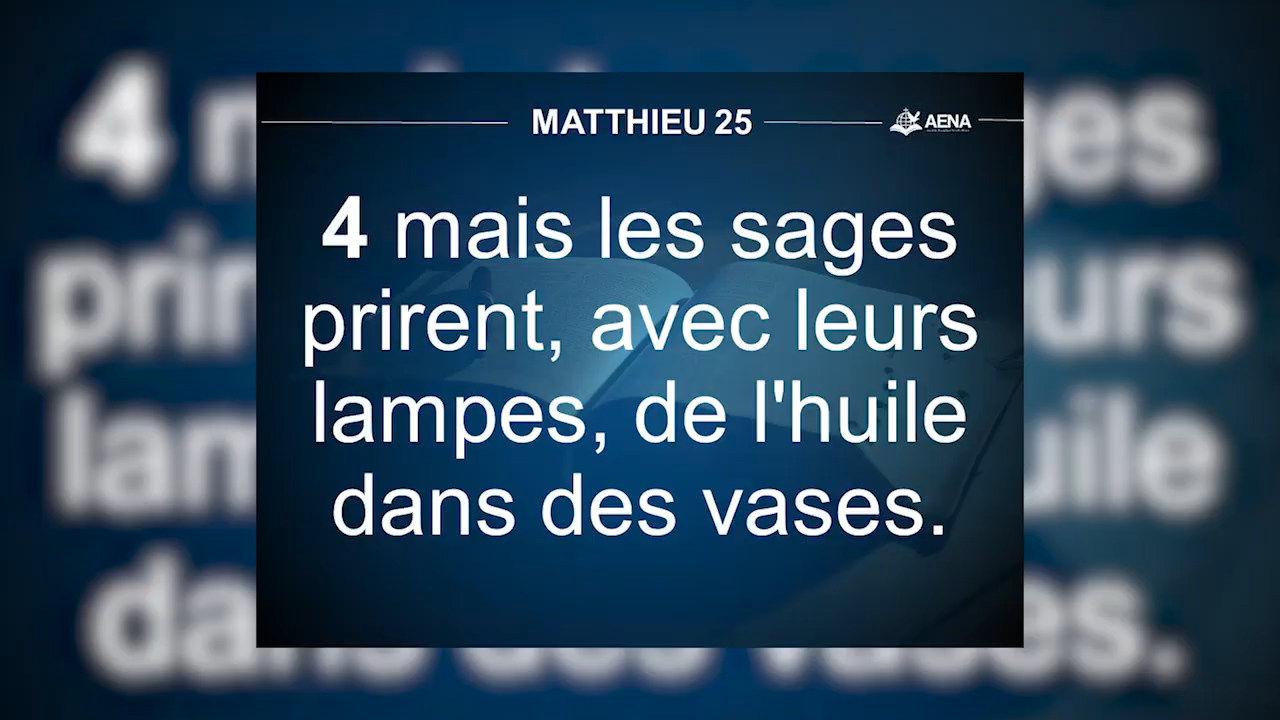 MATTHIEU 25
AENA
4 mais les sages
prirent, avec leurs
lampes, de l'huile
dans des vases.